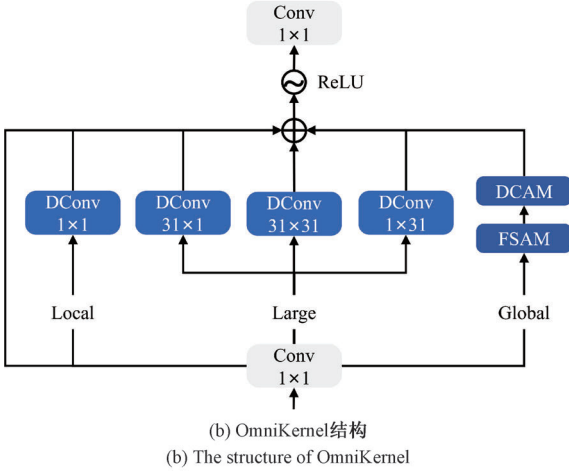 Conv
1×1
ReLU
DConv
1×1
DConv
31×1
DConv
31×31
DConv
1×31
DCAM
FSAM
Local
Large
Global
Conv
1×1
(b) OmniKernel结构
(b) The structure of OmniKernel